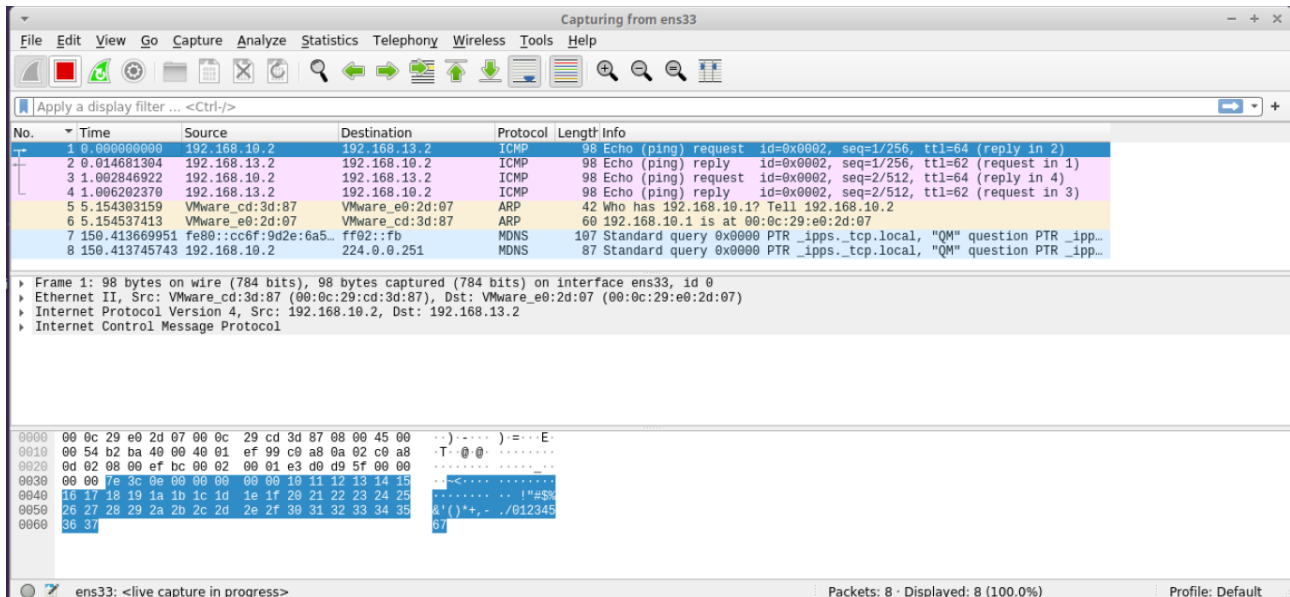 Capturing from ens33
File Edit View Go Capture Analyze Statistics Telephony Wireless Tools Help
Apply a display filter ... <Ctrl-/>
No. Time Source Destination Protocol Length Info
1 0.000000000 192.168.10.2 192.168.13.2 ICMP 98 Echo (ping) request id=0x0002, seq=1/256, ttl=64 (reply in 2)
2 0.014681304 192.168.13.2 192.168.10.2 ICMP 98 Echo (ping) reply id=0x0002, seq=1/256, ttl=62 (request in 1)
3 1.002846922 192.168.10.2 192.168.13.2 ICMP 98 Echo (ping) request id=0x0002, seq=2/512, ttl=64 (reply in 4)
4 1.006202370 192.168.13.2 192.168.10.2 ICMP 98 Echo (ping) reply id=0x0002, seq=2/512, ttl=62 (request in 3)
5 5.154303159 VMware_cd:3d:87 VMware_e0:2d:07 ARP 42 Who has 192.168.10.1? Tell 192.168.10.2
6 5.154537413 VMware_e0:2d:07 VMware_cd:3d:87 ARP 60 192.168.10.1 is at 00:0c:29:e0:2d:07
7 150.413669951 fe80::cc6f:9d2e:6a5… ff02::fb MDNS 107 Standard query 0x0000 PTR _ipps._tcp.local, "QM" question PTR _ipp…
8 150.413745743 192.168.10.2 224.0.0.251 MDNS 87 Standard query 0x0000 PTR _ipps._tcp.local, "QM" question PTR _ipp…
Frame 1: 98 bytes on wire (784 bits), 98 bytes captured (784 bits) on interface ens33, id 0
Ethernet II, Src: VMware_cd:3d:87 (00:0c:29:cd:3d:87), Dst: VMware_e0:2d:07 (00:0c:29:e0:2d:07)
Internet Protocol Version 4, Src: 192.168.10.2, Dst: 192.168.13.2
Internet Control Message Protocol
0000 00 0c 29 e0 2d 07 00 0c 29 cd 3d 87 08 00 45 00 ··)·-··· )·=···E·
0010 00 54 b2 ba 40 00 40 01 ef 99 c0 a8 0a 02 c0 a8 ·T··@·@· ········
0020 0d 02 08 00 ef bc 00 02 00 01 e3 d0 d9 5f 00 00 ········ ·····_··
0030 00 00 7e 3c 0e 00 00 00 00 00 10 11 12 13 14 15 ··~<···· ········
0040 16 17 18 19 1a 1b 1c 1d 1e 1f 20 21 22 23 24 25 ········ ·· !"#$%
0050 26 27 28 29 2a 2b 2c 2d 2e 2f 30 31 32 33 34 35 &'()*+,- ./012345
0060 36 37 67
ens33: <live capture in progress> Packets: 8 · Displayed: 8 (100.0%) Profile: Default